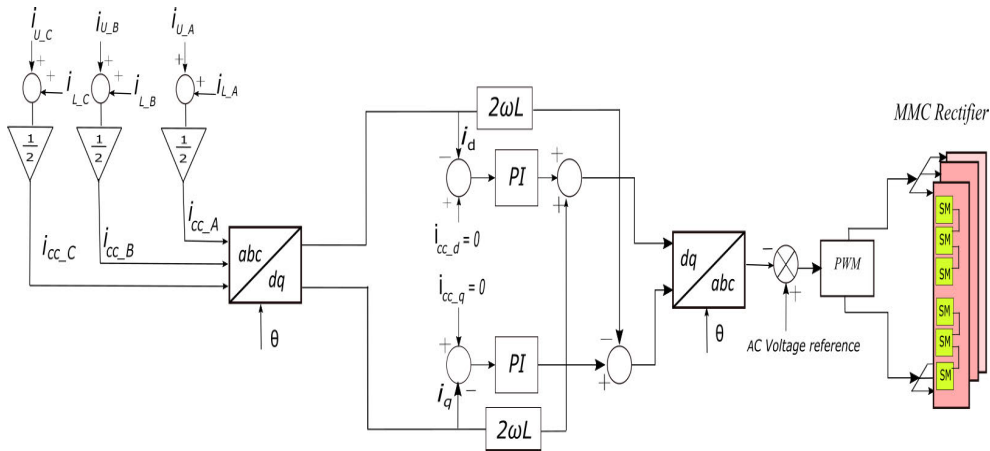 i_U_C
i_U_B
i_U_A
+
+
+
+
+
+
i_L_C
i_L_B
i_L_A
1/2
1/2
1/2
i_cc_C
i_cc_B
i_cc_A
abc
dq
θ
2ωL
i_d
−
+
PI
+
+
i_cc_d = 0
i_cc_q = 0
+
−
PI
−
+
i_q
2ωL
dq
abc
θ
−
+
AC Voltage reference
PWM
MMC Rectifier
SM
SM
SM
SM
SM
SM